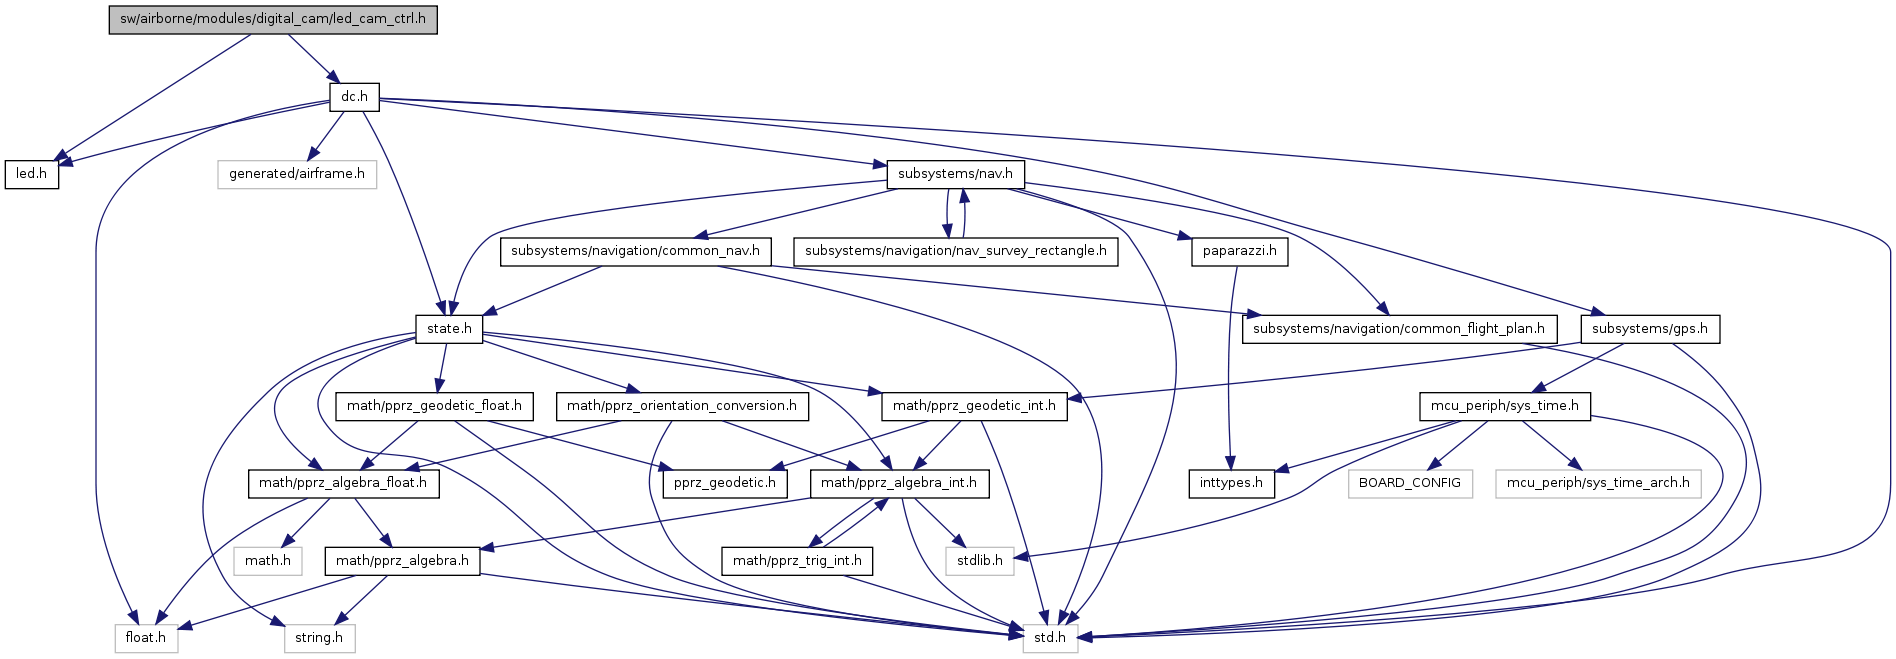 sw/airborne/modules/digital_cam/led_cam_ctrl.h
dc.h
led.h
generated/airframe.h
subsystems/nav.h
subsystems/navigation/common_nav.h
subsystems/navigation/nav_survey_rectangle.h
paparazzi.h
state.h
subsystems/navigation/common_flight_plan.h
subsystems/gps.h
math/pprz_geodetic_float.h
math/pprz_orientation_conversion.h
math/pprz_geodetic_int.h
mcu_periph/sys_time.h
math/pprz_algebra_float.h
pprz_geodetic.h
math/pprz_algebra_int.h
inttypes.h
BOARD_CONFIG
mcu_periph/sys_time_arch.h
math.h
math/pprz_algebra.h
math/pprz_trig_int.h
stdlib.h
float.h
string.h
std.h